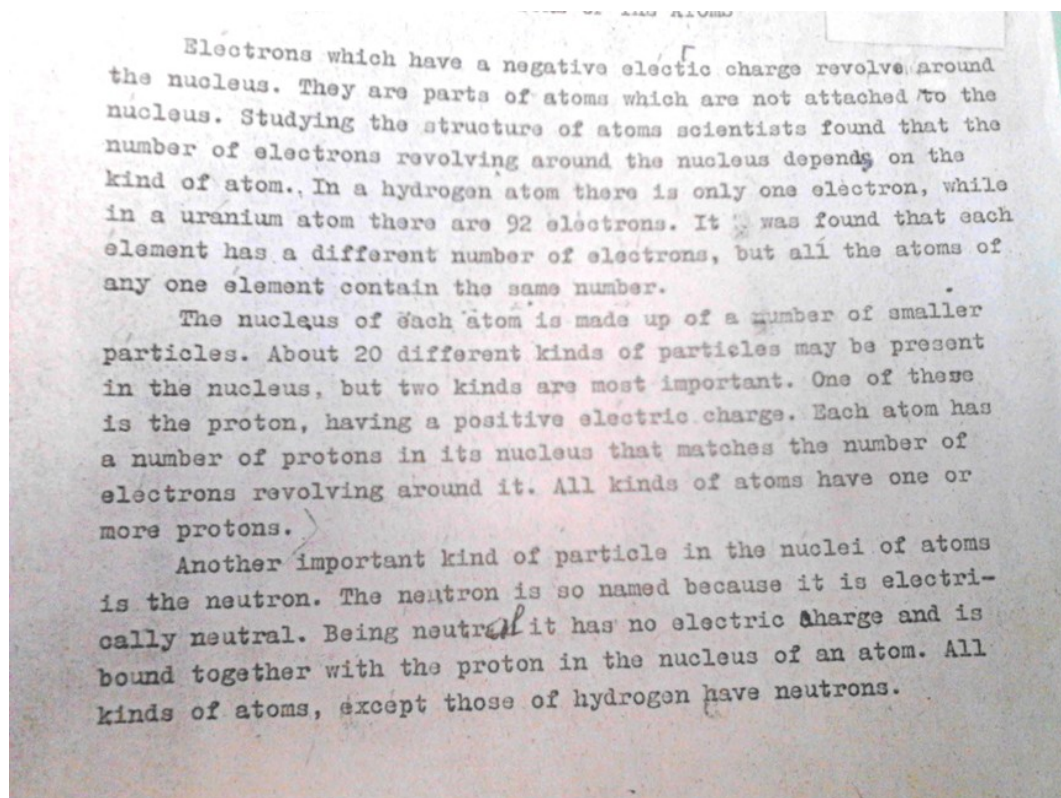 of the Atoms
Electrons which have a negative electic charge revolve around
the nucleus. They are parts of atoms which are not attached to the
nucleus. Studying the structure of atoms scientists found that the
number of electrons revolving around the nucleus depends on the
kind of atom.. In a hydrogen atom there is only one electron, while
in a uranium atom there are 92 electrons. It was found that each
element has a different number of electrons, but all the atoms of
any one element contain the same number.
The nucleus of each atom is made up of a number of smaller
particles. About 20 different kinds of particles may be present
in the nucleus, but two kinds are most important. One of these
is the proton, having a positive electric charge. Each atom has
a number of protons in its nucleus that matches the number of
electrons revolving around it. All kinds of atoms have one or
more protons.
Another important kind of particle in the nuclei of atoms
is the neutron. The neutron is so named because it is electri-
cally neutral. Being neutral it has no electric charge and is
bound together with the proton in the nucleus of an atom. All
kinds of atoms, except those of hydrogen have neutrons.